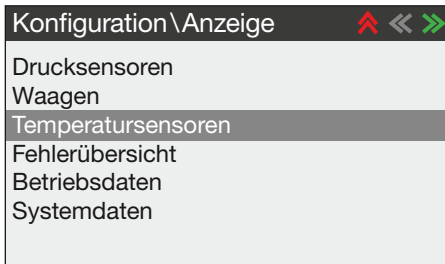 Konfiguration\Anzeige
Drucksensoren
Waagen
Temperatursensoren
Fehlerübersicht
Betriebsdaten
Systemdaten